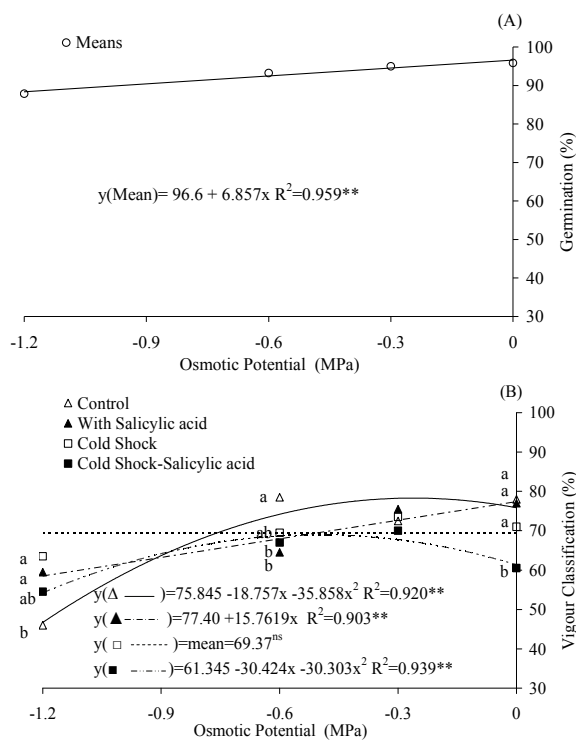 (A)
○ Means
100
90
80
70
60
50
40
30
Germination (%)
y(Mean)= 96.6 + 6.857x R²=0.959**
-1.2 -0.9 -0.6 -0.3 0
Osmotic Potential (MPa)
(B)
△ Control
▲ With Salicylic acid
□ Cold Shock
■ Cold Shock-Salicylic acid
100
90
80
70
60
50
40
30
Vigour Classification (%)
a
a
ab
b
a
ab
b
b
a
a
a
b
y(△ —— )=75.845 -18.757x -35.858x² R²=0.920**
y(▲ -·-·- )=77.40 +15.7619x R²=0.903**
y( □ ------- )=mean=69.37ⁿˢ
y( ■ -··-··- )=61.345 -30.424x -30.303x² R²=0.939**
-1.2 -0.9 -0.6 -0.3 0
Osmotic Potential (MPa)